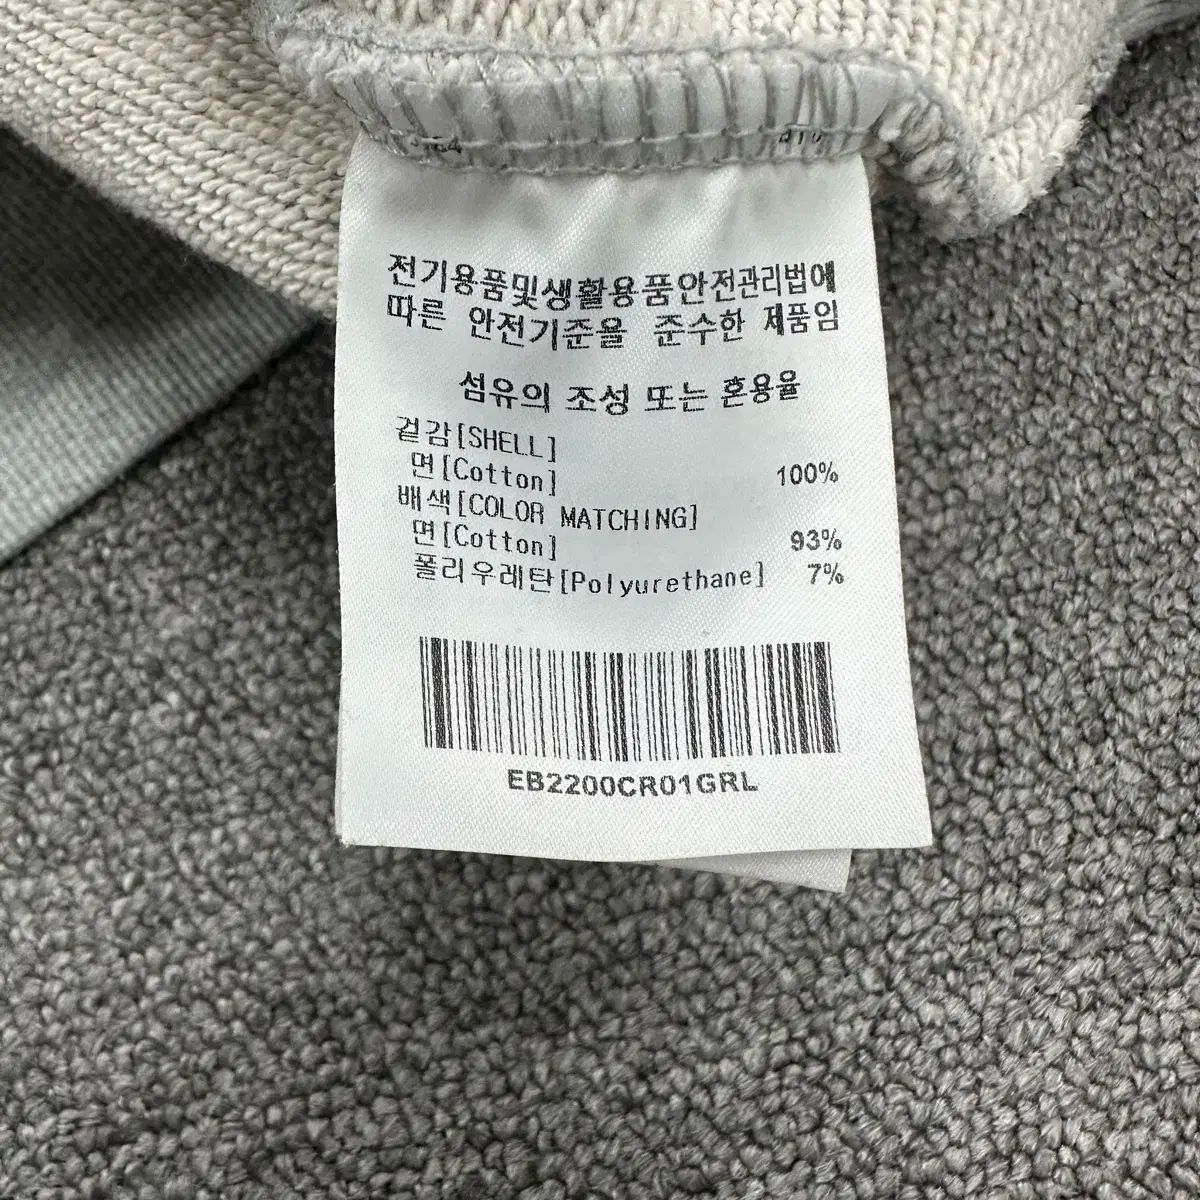 전기용품및생활용품안전관리법에
따른 안전기준을 준수한 제품임
섬유의 조성 또는 혼용율
겉감[SHELL]
면[Cotton] 100%
배색[COLOR MATCHING]
면[Cotton] 93%
폴리우레탄[Polyurethane] 7%
EB2200CR01GRL